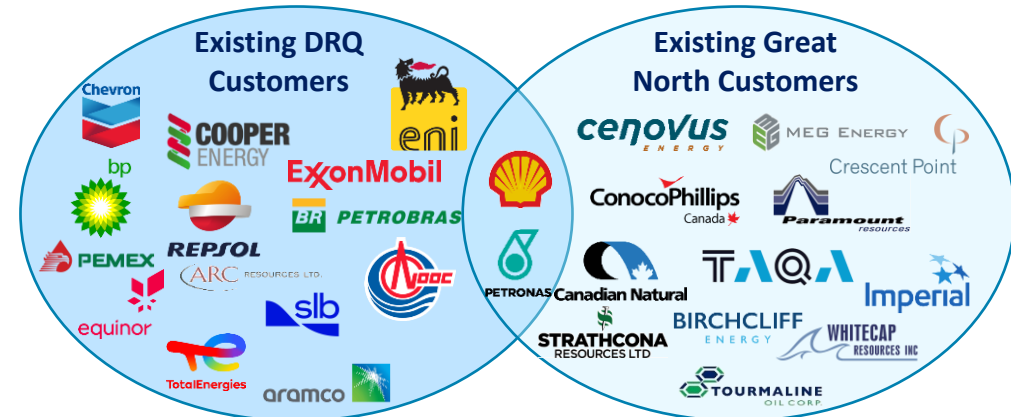 Existing DRQ
Customers
Existing Great
North Customers
Chevron
COOPER
ENERGY
eni
bp
ExxonMobil
BR PETROBRAS
REPSOL
PEMEX
ARC RESOURCES LTD.
CNOOC
equinor
slb
TotalEnergies
aramco
PETRONAS
cenovus
ENERGY
MEG ENERGY
Crescent Point
ConocoPhillips
Canada
Paramount
resources
Canadian Natural
TAQA
Imperial
STRATHCONA
RESOURCES LTD
BIRCHCLIFF
ENERGY
WHITECAP
RESOURCES INC
TOURMALINE
OIL CORP.